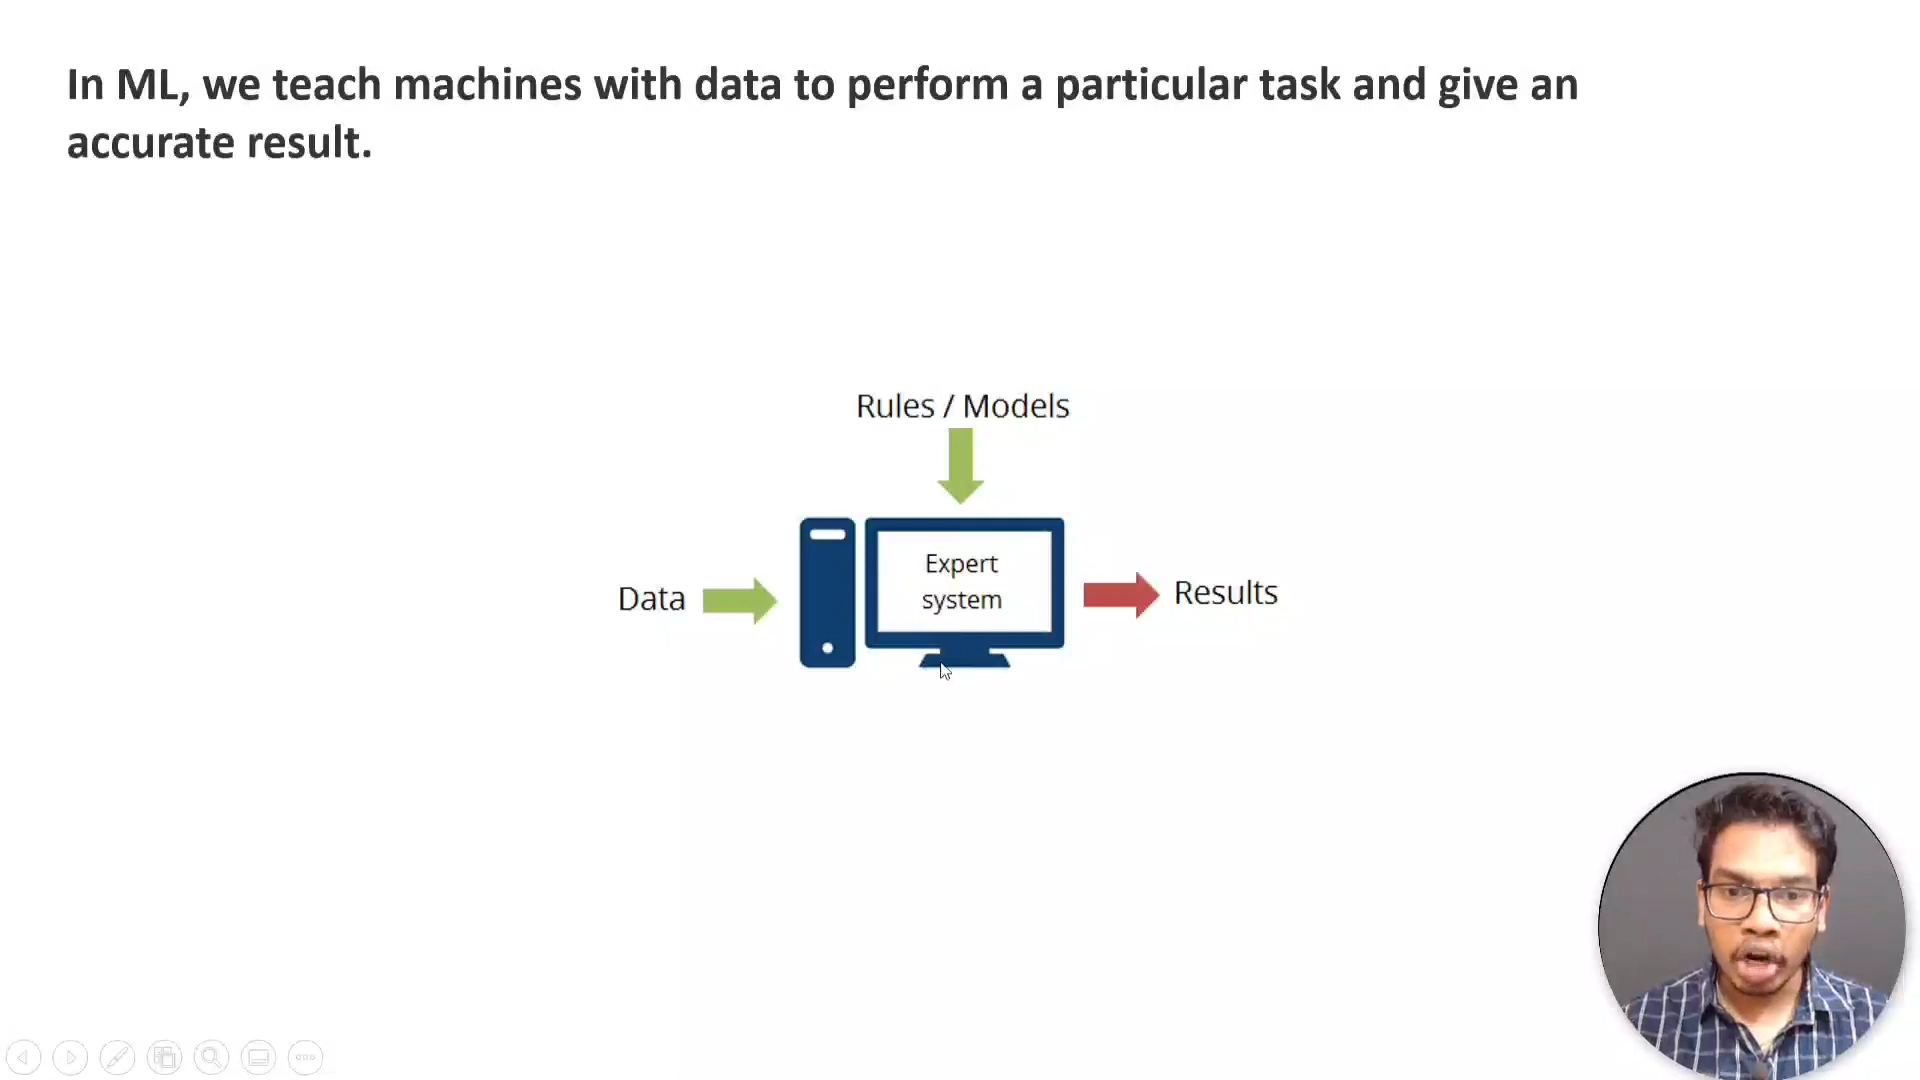 In ML, we teach machines with data to perform a particular task and give an
accurate result.
Rules / Models
Expert
system
Data
Results